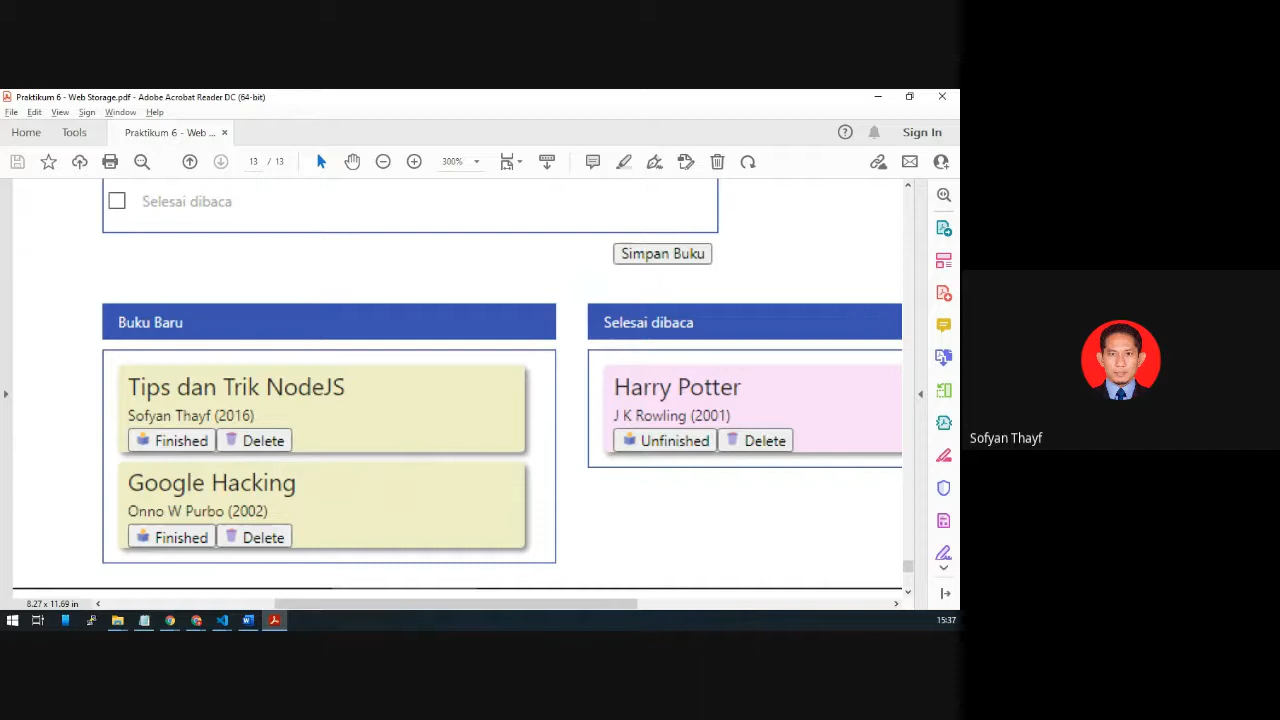 Praktikum 6 - Web Storage.pdf - Adobe Acrobat Reader DC (64-bit)
File Edit View Sign Window Help
Home Tools Praktikum 6 - Web ... × Sign In
13 / 13 300%
Selesai dibaca
Simpan Buku
Buku Baru
Tips dan Trik NodeJS
Sofyan Thayf (2016)
Finished Delete
Google Hacking
Onno W Purbo (2002)
Finished Delete
Selesai dibaca
Harry Potter
J K Rowling (2001)
Unfinished Delete
8.27 x 11.69 in
15:37
Sofyan Thayf